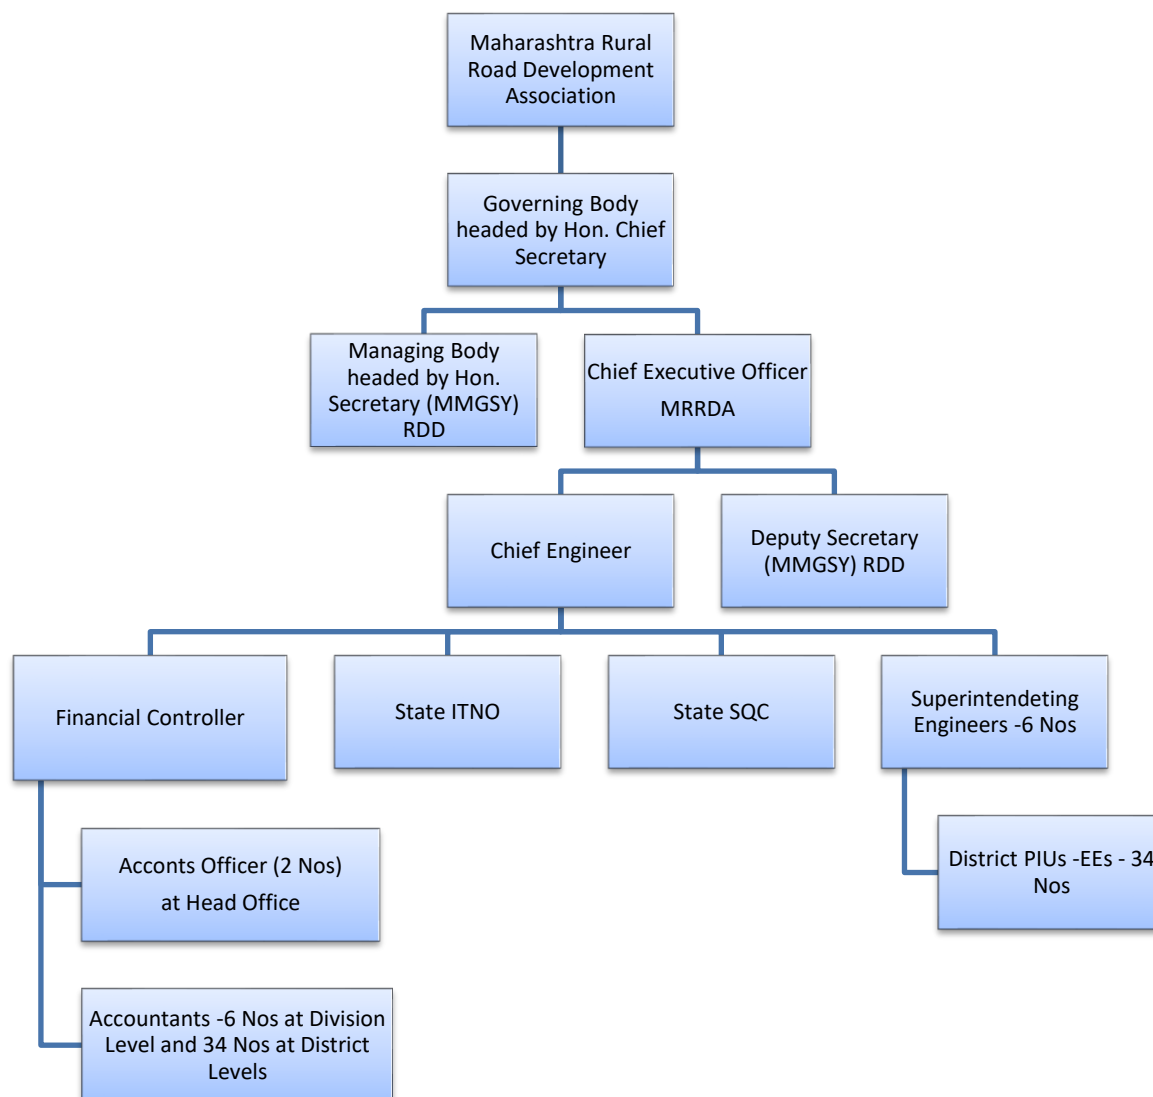 Maharashtra Rural
Road Development
Association
Governing Body
headed by Hon. Chief
Secretary
Managing Body
headed by Hon.
Secretary (MMGSY)
RDD
Chief Executive Officer
MRRDA
Chief Engineer
Deputy Secretary
(MMGSY) RDD
Financial Controller
State ITNO
State SQC
Superintendeting
Engineers -6 Nos
Acconts Officer (2 Nos)
at Head Office
District PIUs -EEs - 34
Nos
Accountants -6 Nos at Division
Level and 34 Nos at District
Levels